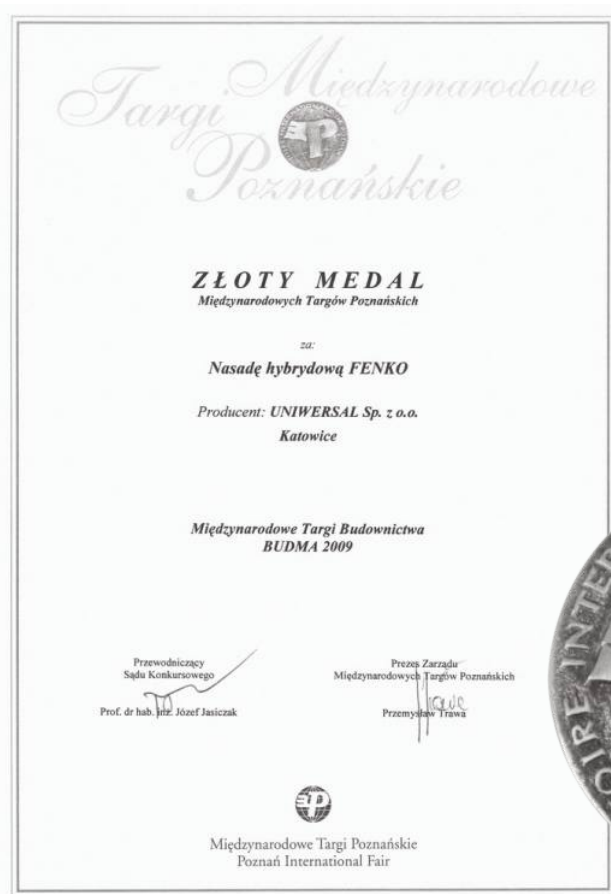 Międzynarodowe
Targi
Poznańskie
ZŁOTY MEDAL
Międzynarodowych Targów Poznańskich
za:
Nasadę hybrydową FENKO
Producent: UNIWERSAL Sp. z o.o.
Katowice
Międzynarodowe Targi Budownictwa
BUDMA 2009
Przewodniczący
Sądu Konkursowego
Prof. dr hab. inż. Józef Jasiczak
Prezes Zarządu
Międzynarodowych Targów Poznańskich
Przemysław Trawa
OIRE INTER
Międzynarodowe Targi Poznańskie
Poznań International Fair